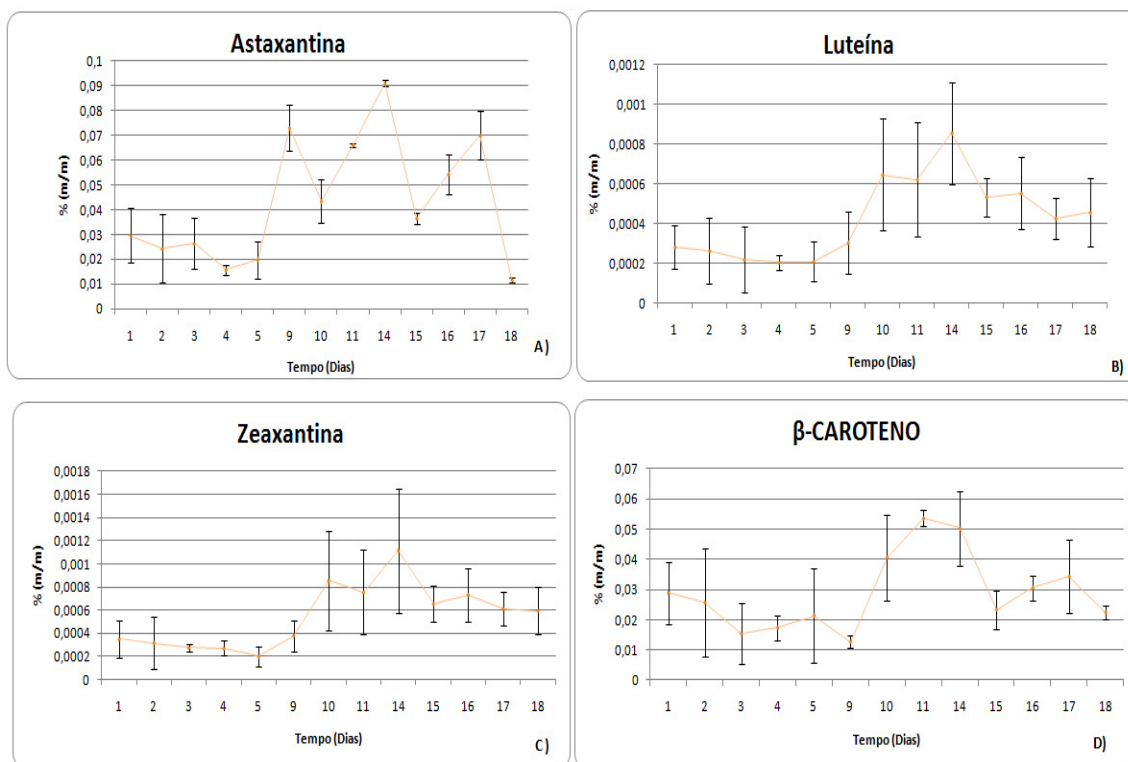 Astaxantina
% (m/m)
0,1
0,09
0,08
0,07
0,06
0,05
0,04
0,03
0,02
0,01
0
1 2 3 4 5 9 10 11 14 15 16 17 18
Tempo (Dias)
A)
Luteína
% (m/m)
0,0012
0,001
0,0008
0,0006
0,0004
0,0002
0
1 2 3 4 5 9 10 11 14 15 16 17 18
Tempo (Dias)
B)
Zeaxantina
% (m/m)
0,0018
0,0016
0,0014
0,0012
0,001
0,0008
0,0006
0,0004
0,0002
0
1 2 3 4 5 9 10 11 14 15 16 17 18
Tempo (Dias)
C)
β-CAROTENO
% (m/m)
0,07
0,06
0,05
0,04
0,03
0,02
0,01
0
1 2 3 4 5 9 10 11 14 15 16 17 18
Tempo (Dias)
D)